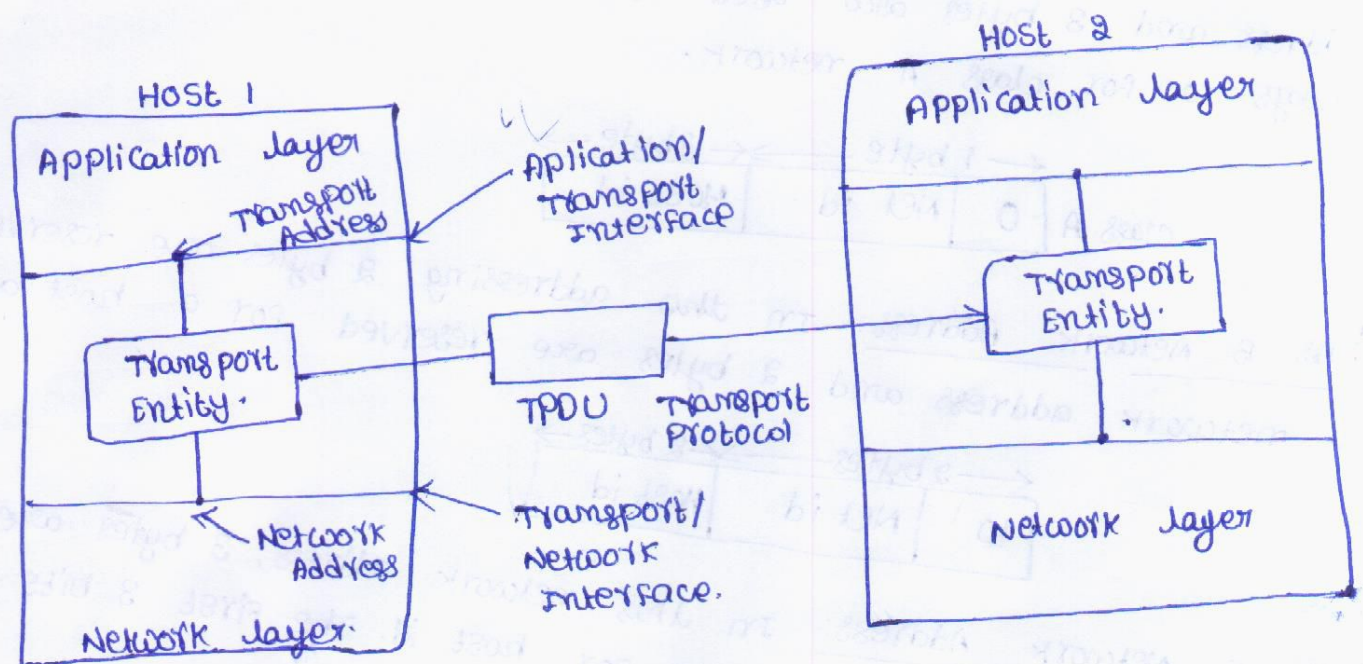 HOST 1
Application layer
Transport
Address
Aplication/
Transport
Interface
Transport
Entity.
TPDU Transport
protocol
Network
Address
Transport/
Network
Interface.
Network layer.
HOST 2
Application layer
Transport
Entity.
Network layer